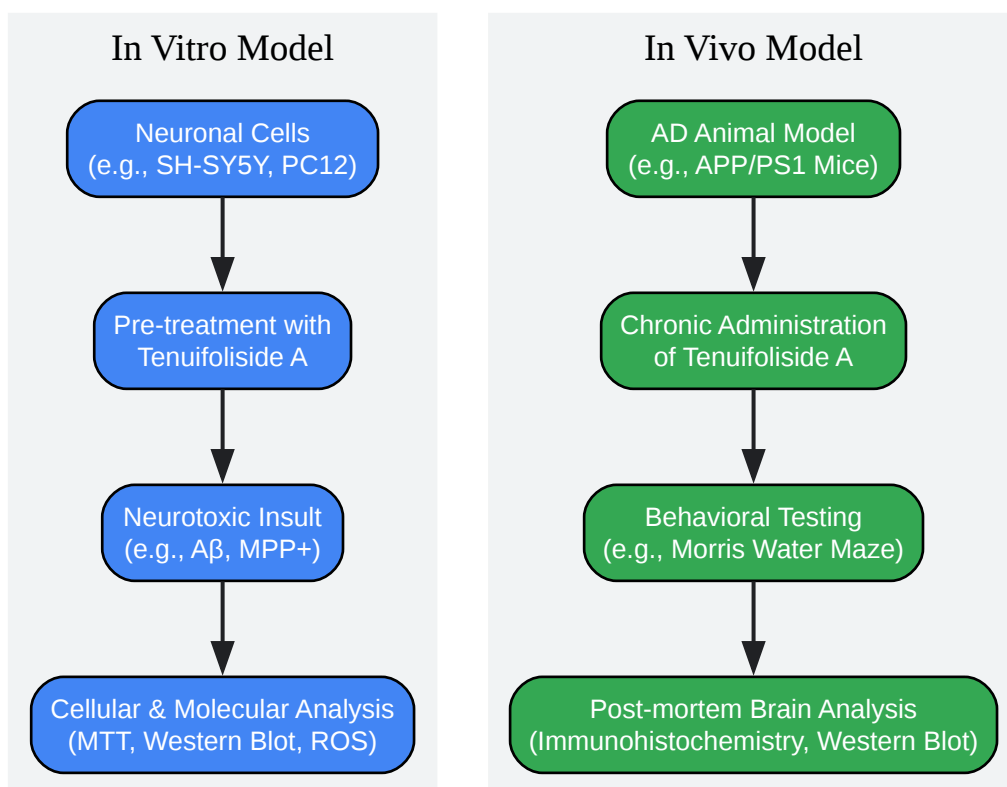 In Vitro Model
Neuronal Cells
(e.g., SH-SY5Y, PC12)
Pre-treatment with
Tenuifoliside A
Neurotoxic Insult
(e.g., Aβ, MPP+)
Cellular & Molecular Analysis
(MTT, Western Blot, ROS)
In Vivo Model
AD Animal Model
(e.g., APP/PS1 Mice)
Chronic Administration
of Tenuifoliside A
Behavioral Testing
(e.g., Morris Water Maze)
Post-mortem Brain Analysis
(Immunohistochemistry, Western Blot)